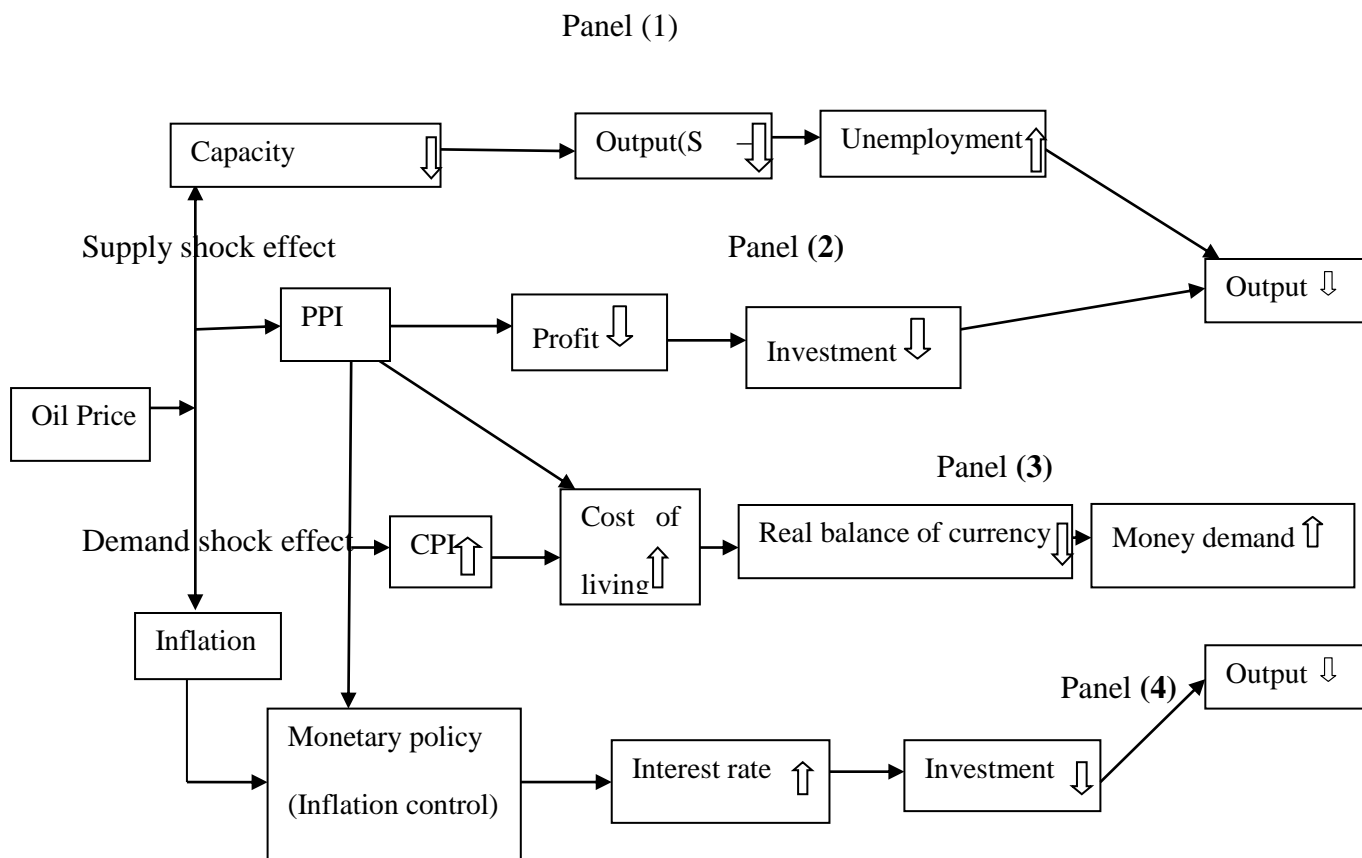 Panel (1)
Capacity
Output(S –
Unemployment
Supply shock effect
Panel (2)
Output
PPI
Profit
Investment
Oil Price
Panel (3)
Demand shock effect
CPI
Cost of
living
Real balance of currency
Money demand
Inflation
Panel (4)
Output
Monetary policy
(Inflation control)
Interest rate
Investment